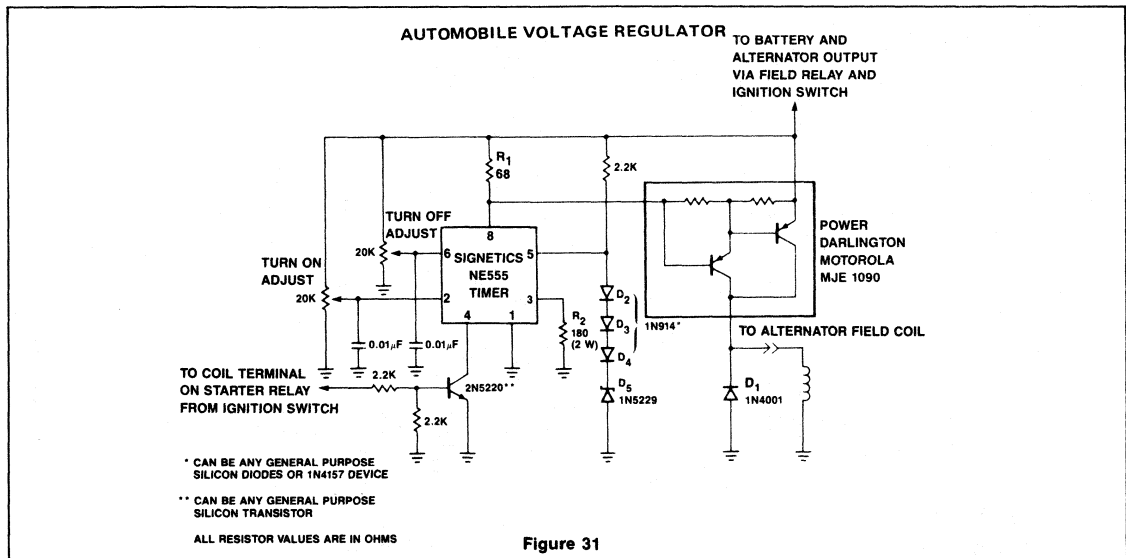 AUTOMOBILE VOLTAGE REGULATOR
TO BATTERY AND
ALTERNATOR OUTPUT
VIA FIELD RELAY AND
IGNITION SWITCH
R1
68
2.2K
TURN OFF
ADJUST
20K
TURN ON
ADJUST
20K
8
6
5
SIGNETICS
NE555
TIMER
2
3
4
1
POWER
DARLINGTON
MOTOROLA
MJE 1090
D2
D3
D4
1N914*
R2
180
(2 W)
D5
1N5229
TO ALTERNATOR FIELD COIL
D1
1N4001
0.01μF
0.01μF
TO COIL TERMINAL
ON STARTER RELAY
FROM IGNITION SWITCH
2.2K
2N5220**
2.2K
* CAN BE ANY GENERAL PURPOSE
SILICON DIODES OR 1N4157 DEVICE
** CAN BE ANY GENERAL PURPOSE
SILICON TRANSISTOR
ALL RESISTOR VALUES ARE IN OHMS
Figure 31